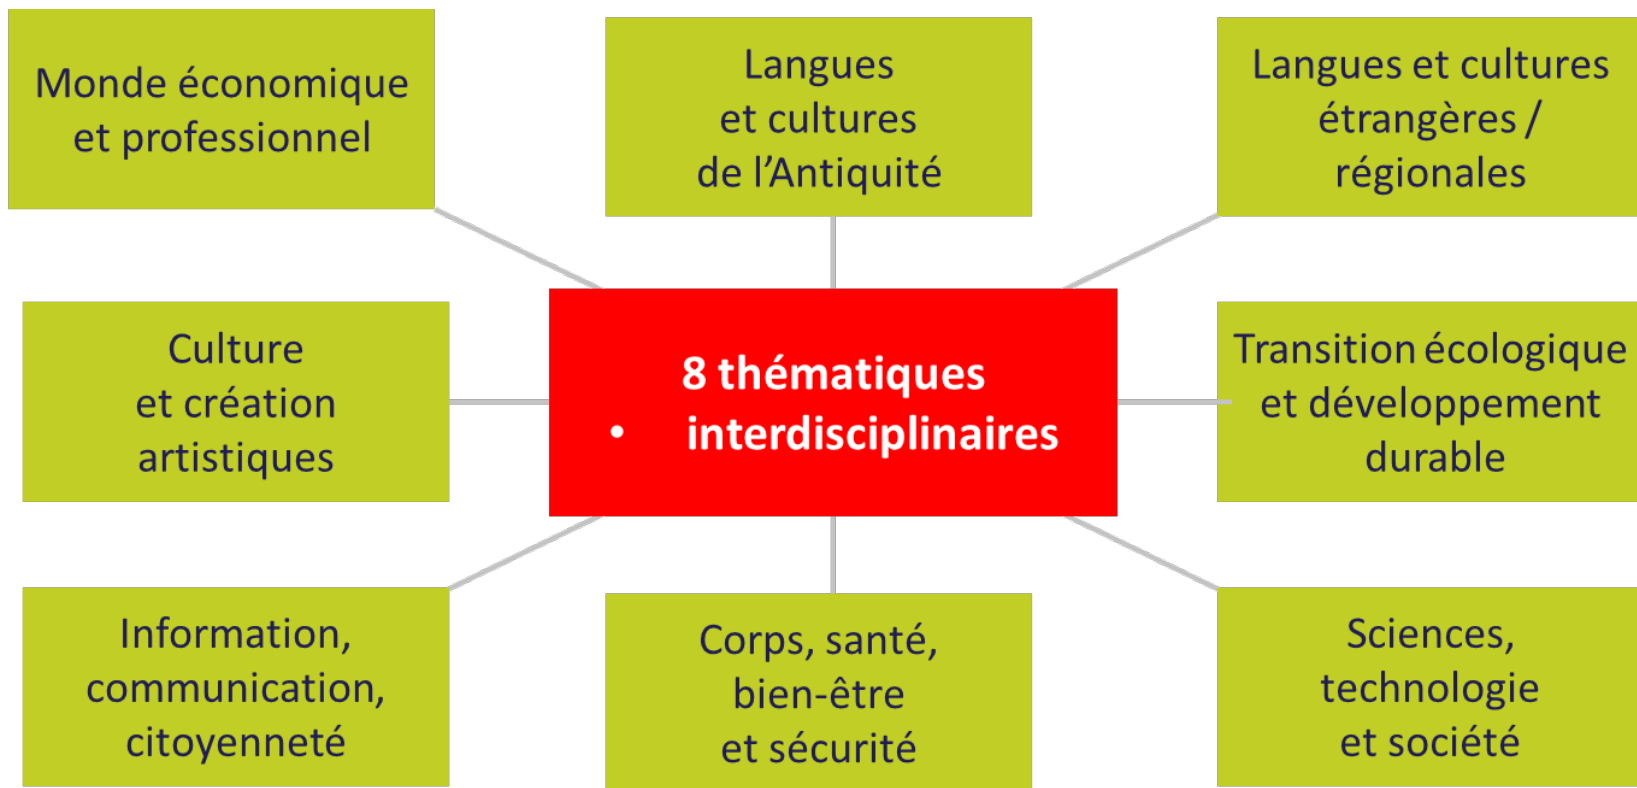 Monde économique
et professionnel
Langues
et cultures
de l’Antiquité
Langues et cultures
étrangères /
régionales
Culture
et création
artistiques
8 thématiques
• interdisciplinaires
Transition écologique
et développement
durable
Information,
communication,
citoyenneté
Corps, santé,
bien-être
et sécurité
Sciences,
technologie
et société